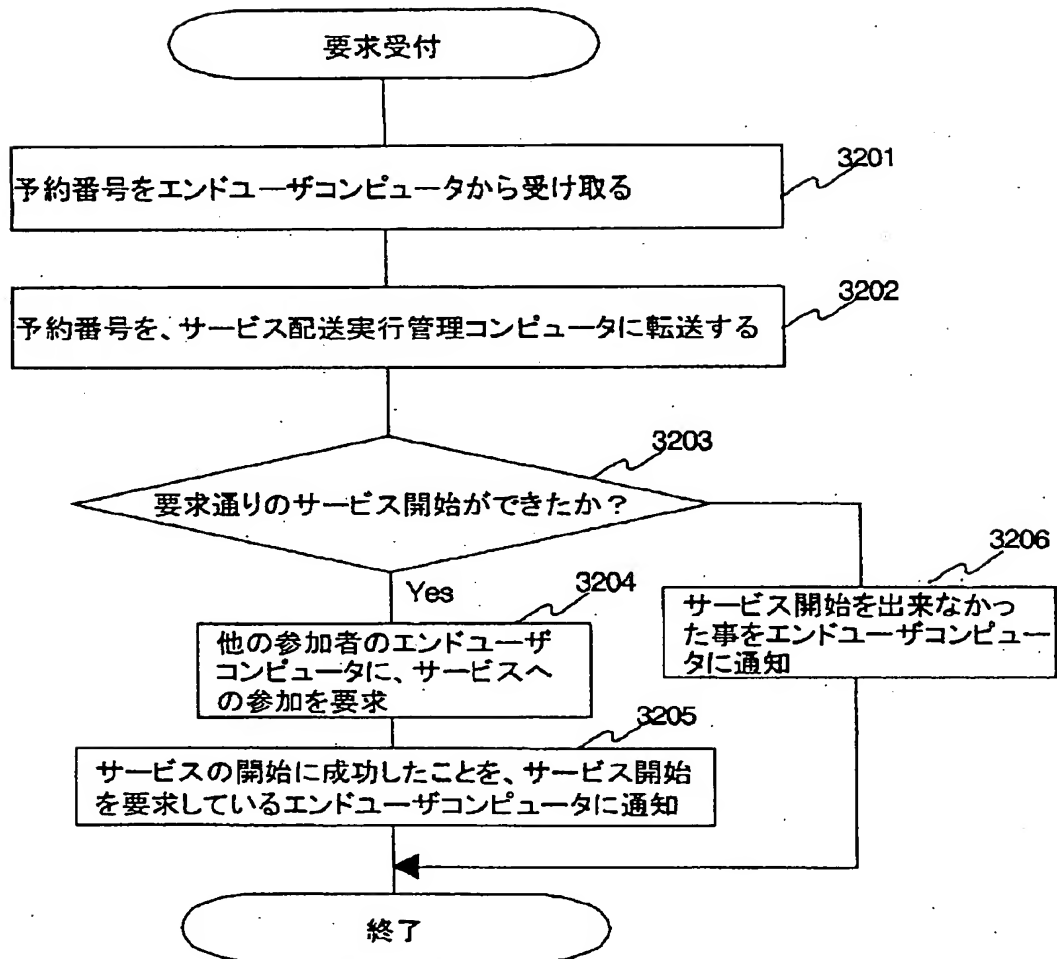 要求受付
3201
予約番号をエンドユーザコンピュータから受け取る
3202
予約番号を、サービス配送実行管理コンピュータに転送する
3203
要求通りのサービス開始ができたか？
3206
Yes
3204
サービス開始を出来なかっ
た事をエンドユーザコンピュー
タに通知
他の参加者のエンドユーザ
コンピュータに、サービスへ
の参加を要求
3205
サービスの開始に成功したことを、サービス開始
を要求しているエンドユーザコンピュータに通知
終了